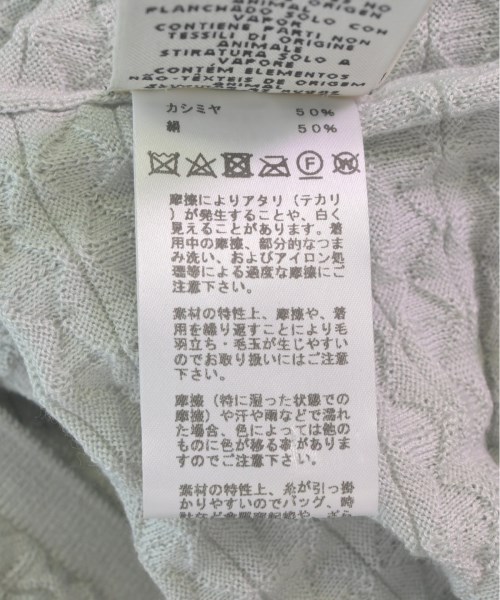 PLANCHADO SOLO CON
VAPOR
CONTIENE PARTI NON
TESSILI DI ORIGINE
ANIMALE
STIRATURA SOLO A
VAPORE
CONTÉM ELEMENTOS
NÃO-TÊXTEIS DE ORIGEM
ANIMAL
カシミヤ 50%
絹 50%
F
W
摩擦によりアタリ（テカリ
）が発生することや、白く
見えることがあります。着
用中の摩擦、部分的なつま
み洗い、およびアイロン処
理等による過度な摩擦にご
注意下さい。
素材の特性上、摩擦や、着
用を繰り返すことにより毛
羽立ち・毛玉が生じやすい
のでお取り扱いにはご注意
下さい。
摩擦（特に湿った状態での
摩擦）や汗や雨などで濡れ
た場合、色によっては他の
ものに色が移る事がありま
すのでご注意下さい。
素材の特性上、糸が引っ掛
かりやすいのでバッグ、時